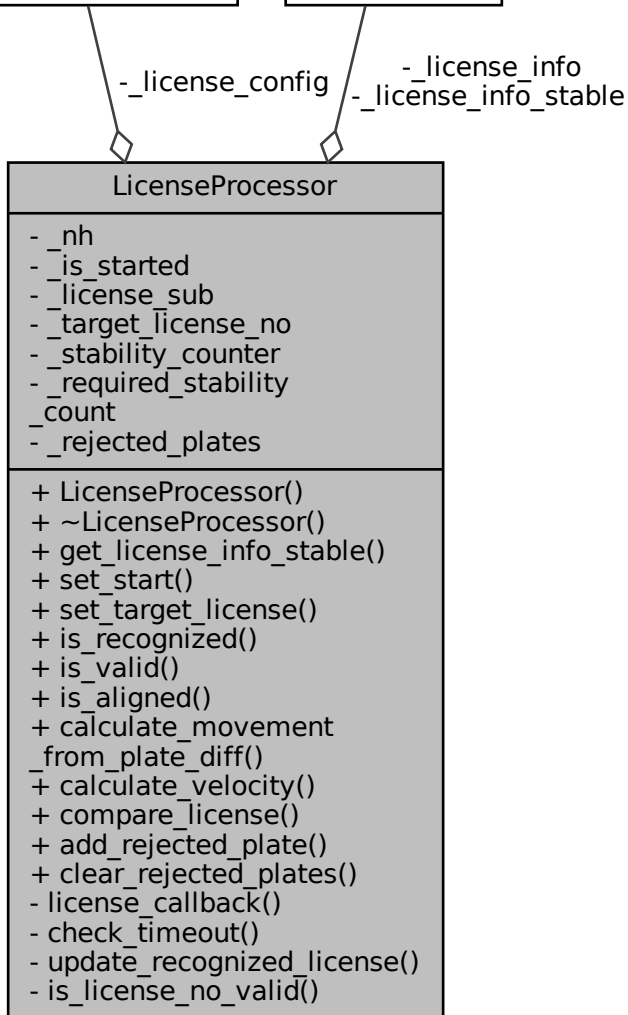 -_license_config
-_license_info
-_license_info_stable
LicenseProcessor
- _nh
- _is_started
- _license_sub
- _target_license_no
- _stability_counter
- _required_stability
_count
- _rejected_plates
+ LicenseProcessor()
+ ~LicenseProcessor()
+ get_license_info_stable()
+ set_start()
+ set_target_license()
+ is_recognized()
+ is_valid()
+ is_aligned()
+ calculate_movement
_from_plate_diff()
+ calculate_velocity()
+ compare_license()
+ add_rejected_plate()
+ clear_rejected_plates()
- license_callback()
- check_timeout()
- update_recognized_license()
- is_license_no_valid()